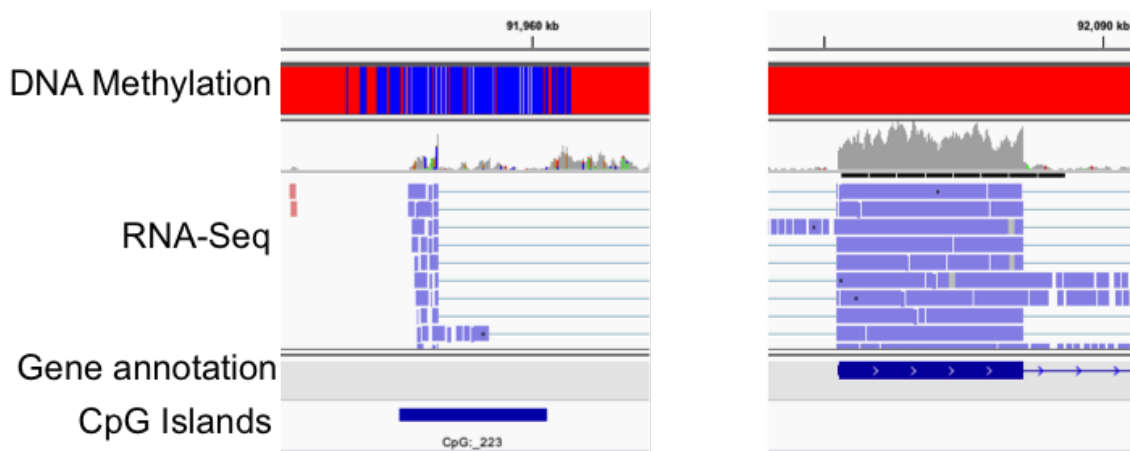 91,960 kb
92,090 kb
DNA Methylation
RNA-Seq
Gene annotation
CpG Islands
CpG:_223